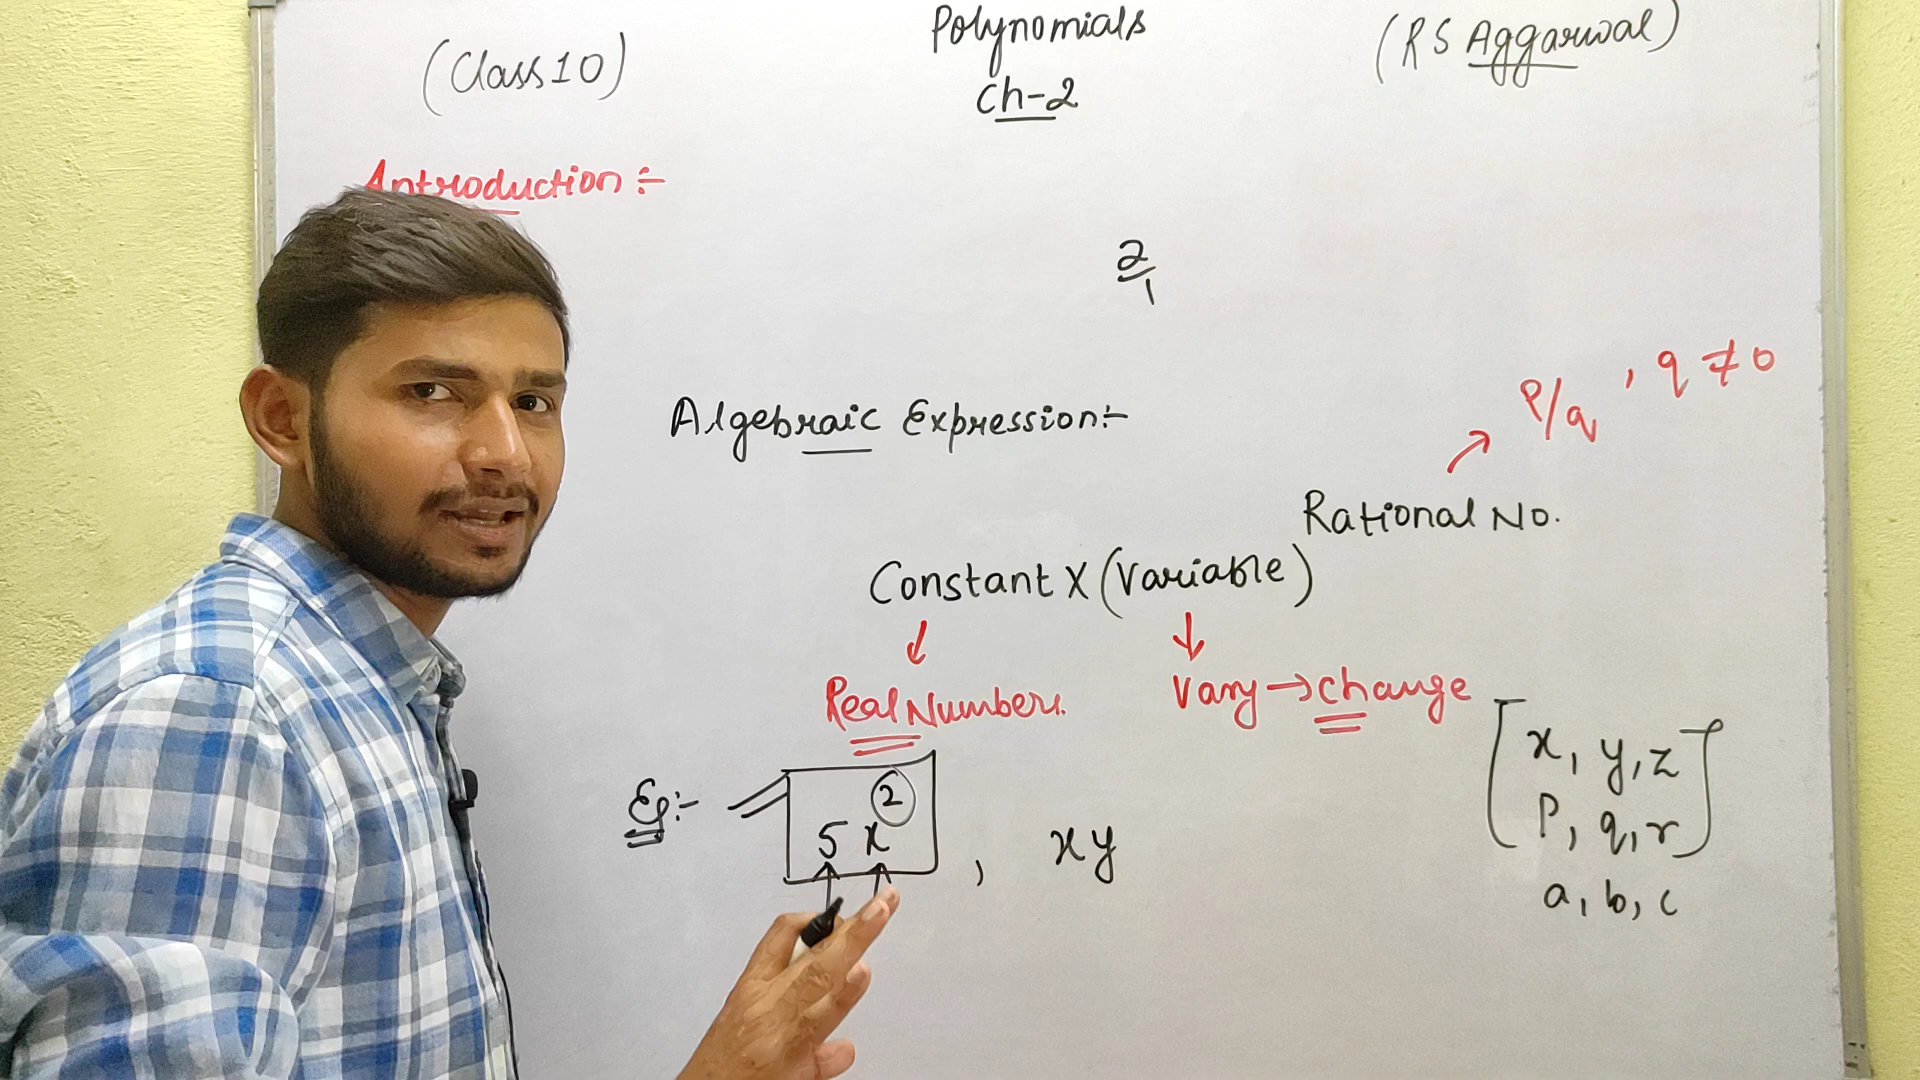 (Class 10)
Polynomials
Ch-2
(RS Aggarwal)
Introduction :-
2/1
P/q , q ≠ 0
Algebraic Expression:-
Rational No.
Constant X (Variable)
Real Numbers.
Vary → change
Eg:-
5x²
, xy
[x, y, z
P, q, r]
a, b, c